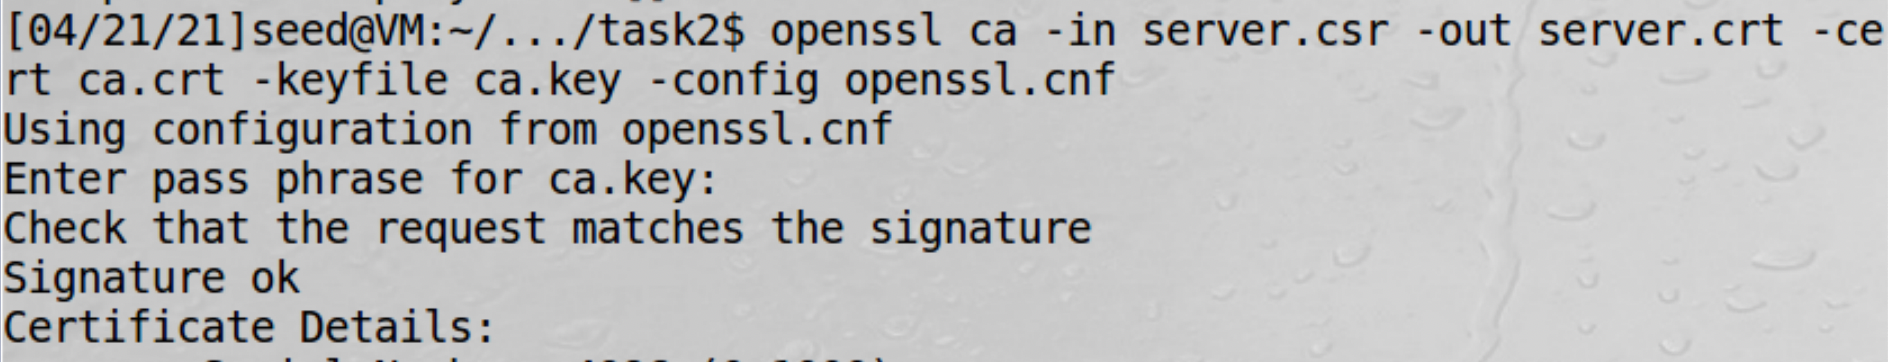 [04/21/21]seed@VM:~/.../task2$ openssl ca -in server.csr -out server.crt -ce
rt ca.crt -keyfile ca.key -config openssl.cnf
Using configuration from openssl.cnf
Enter pass phrase for ca.key:
Check that the request matches the signature
Signature ok
Certificate Details: